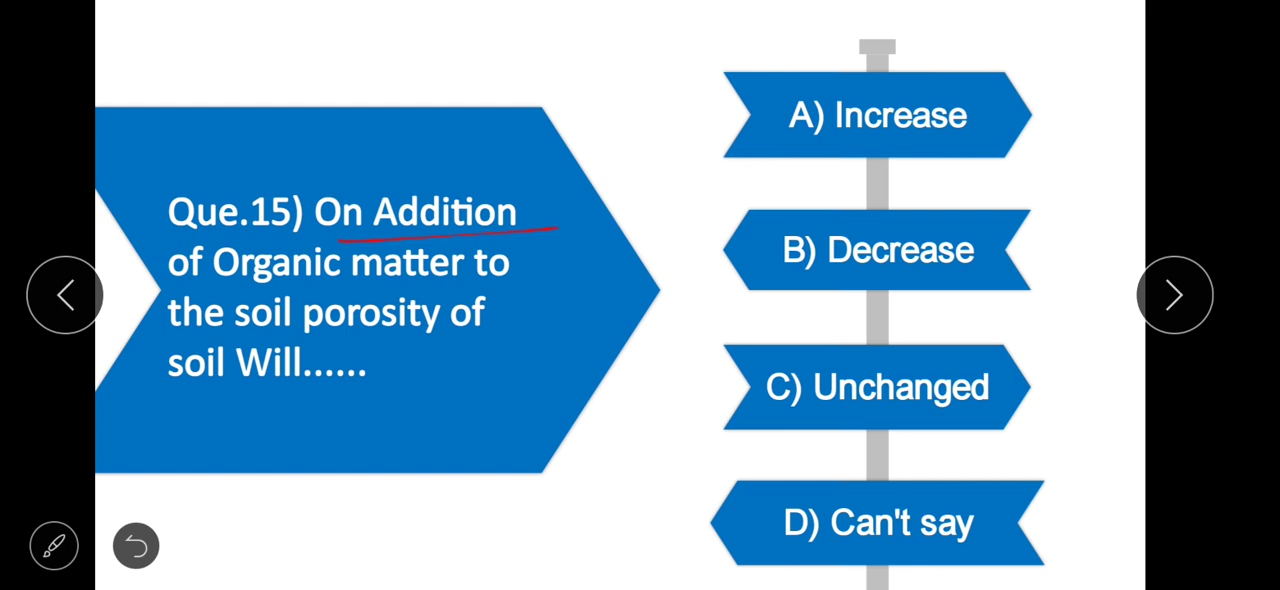 Que.15) On Addition
of Organic matter to
the soil porosity of
soil Will......
A) Increase
B) Decrease
C) Unchanged
D) Can't say